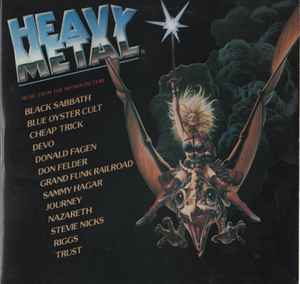 HEAVY
METAL
MUSIC FROM THE MOTION PICTURE
BLACK SABBATH
BLUE OYSTER CULT
CHEAP TRICK
DEVO
DONALD FAGEN
DON FELDER
GRAND FUNK RAILROAD
SAMMY HAGAR
JOURNEY
NAZARETH
STEVIE NICKS
RIGGS
TRUST